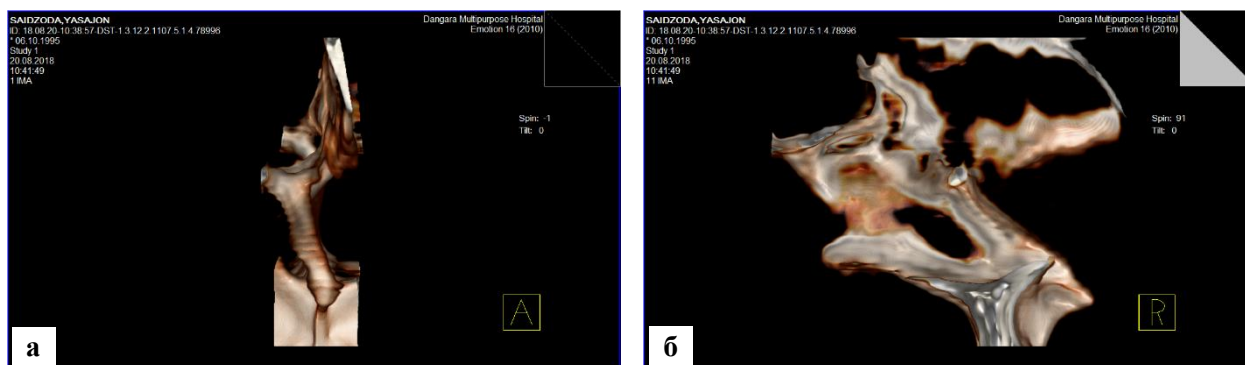 SAIDZODA,YASAJON
ID: 18.08.20-10:38:57-DST-1.3.12.2.1107.5.1.4.78996
* 06.10.1995
Study 1
20.08.2018
10:41:49
1 IMA
Dangara Multipurpose Hospital
Emotion 16 (2010)
Spin: -1
Tilt: 0
A
а
SAIDZODA,YASAJON
ID: 18.08.20-10:38:57-DST-1.3.12.2.1107.5.1.4.78996
* 06.10.1995
Study 1
20.08.2018
10:41:49
11 IMA
Dangara Multipurpose Hospital
Emotion 16 (2010)
Spin: 91
Tilt: 0
R
б